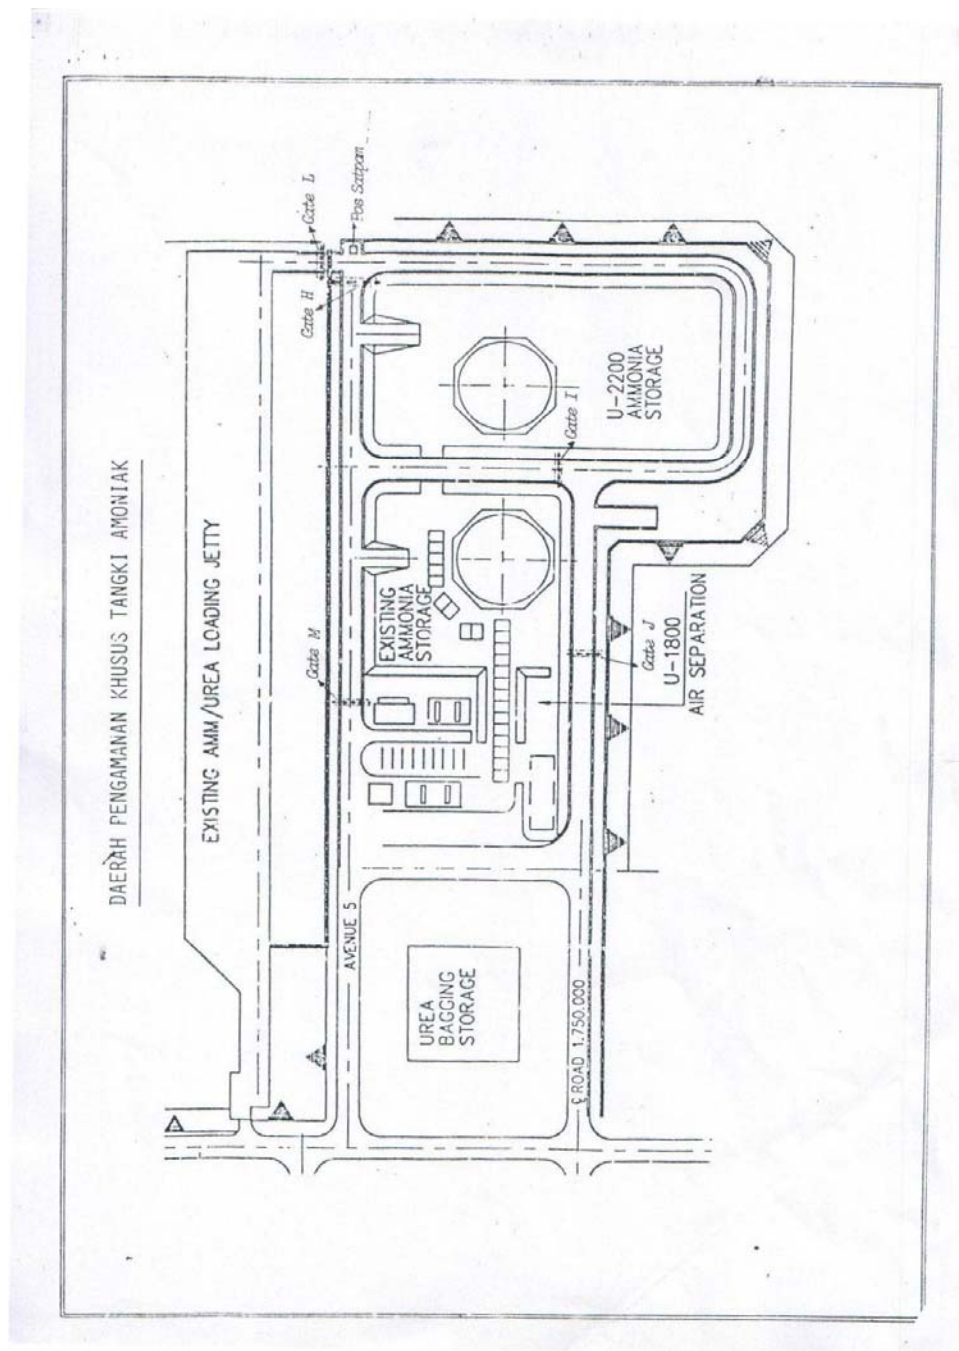 DAERAH PENGAMANAN KHUSUS TANGKI AMONIAK
EXISTING AMM/UREA LOADING JETTY
Gate L
Pos Satpam
Gate H
U-2200
AMMONIA
STORAGE
Gate I
EXISTING
AMMONIA
STORAGE
Gate M
Gate J
U-1800
AIR SEPARATION
AVENUE 5
UREA
BAGGING
STORAGE
℄ ROAD 1.750.000